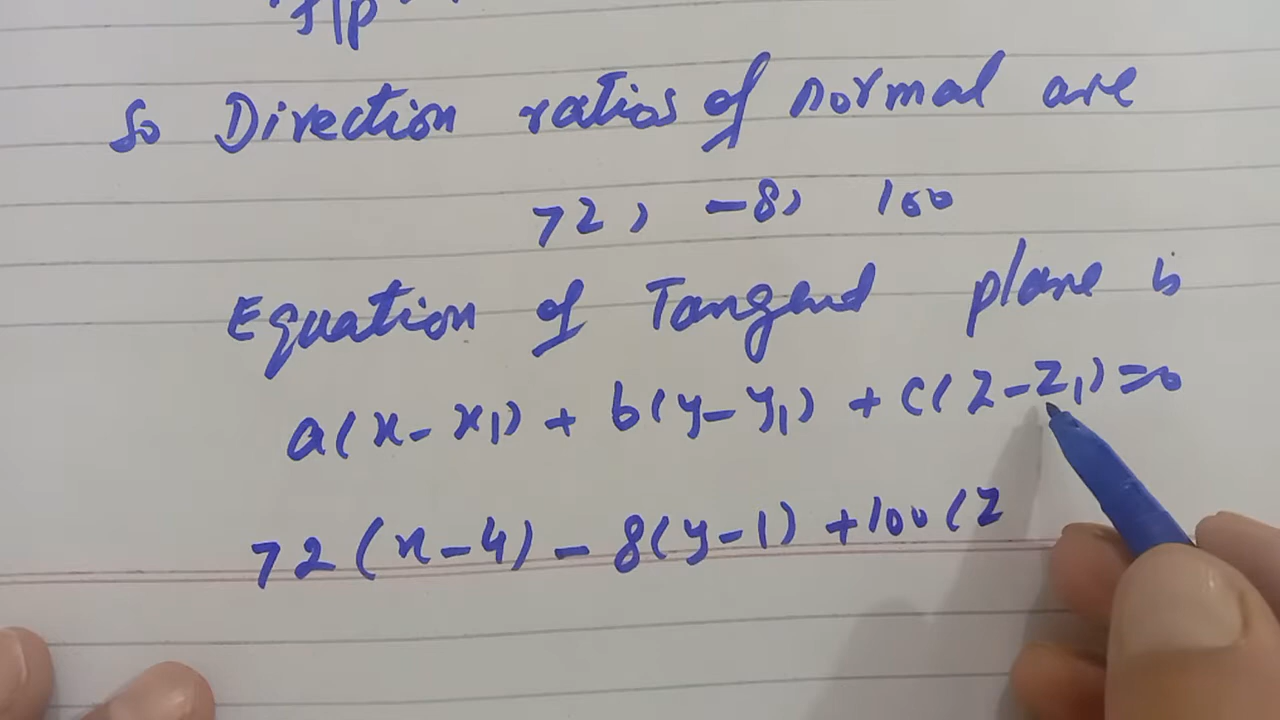 So Direction ratios of normal are
72, -8, 100
Equation of Tangent plane is
a(x-x₁) + b(y-y₁) + c(z-z₁)=0
72(x-4) - 8(y-1) + 100(z